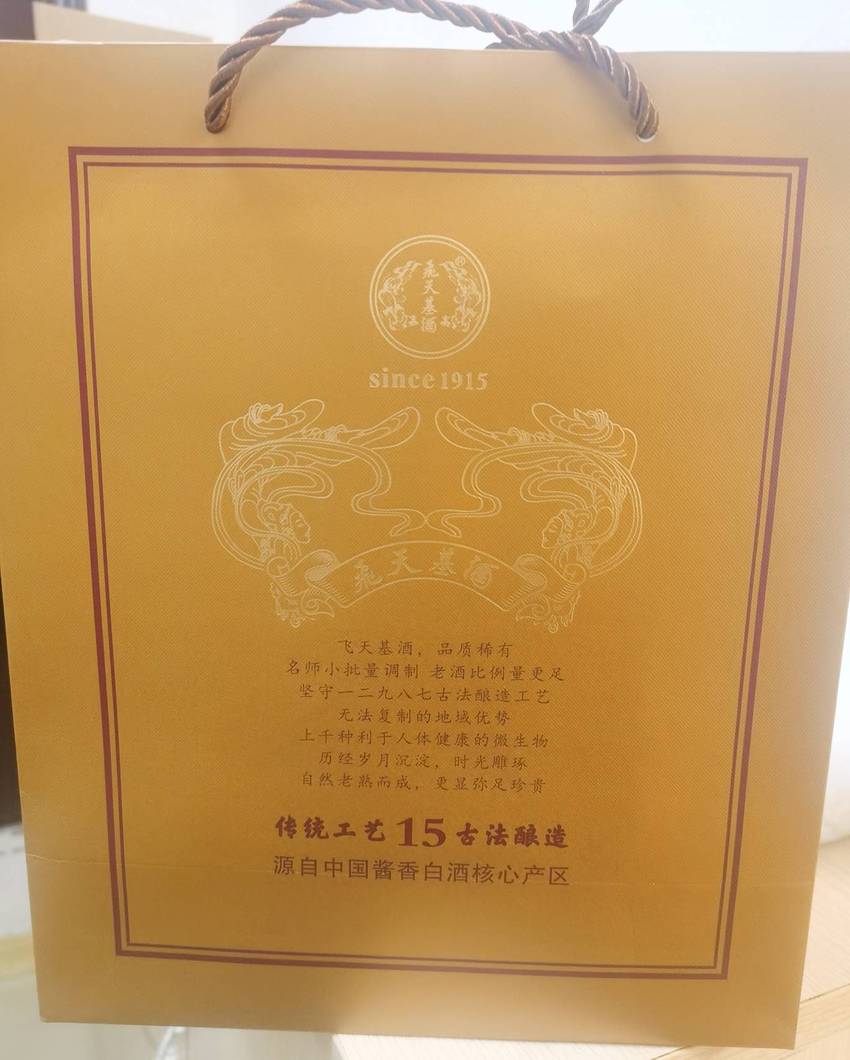 飞天基酒
®
since 1915
飞天基酒
飞天基酒，品质稀有
名师小批量调制 老酒比例量更足
坚守一二九八七古法酿造工艺
无法复制的地域优势
上千种利于人体健康的微生物
历经岁月沉淀，时光雕琢
自然老熟而成，更显弥足珍贵
传统工艺 15 古法酿造
源自中国酱香白酒核心产区